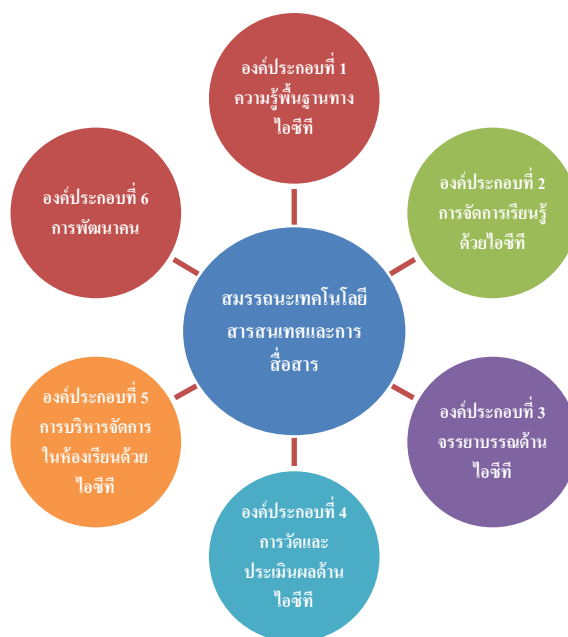 องค์ประกอบที่ 1
ความรู้พื้นฐานทาง
ไอซีที
องค์ประกอบที่ 2
การจัดการเรียนรู้
ด้วยไอซีที
องค์ประกอบที่ 3
จรรยาบรรณด้าน
ไอซีที
องค์ประกอบที่ 4
การวัดและ
ประเมินผลด้าน
ไอซีที
องค์ประกอบที่ 5
การบริหารจัดการ
ในห้องเรียนด้วย
ไอซีที
องค์ประกอบที่ 6
การพัฒนาคน
สมรรถนะเทคโนโลยี
สารสนเทศและการ
สื่อสาร